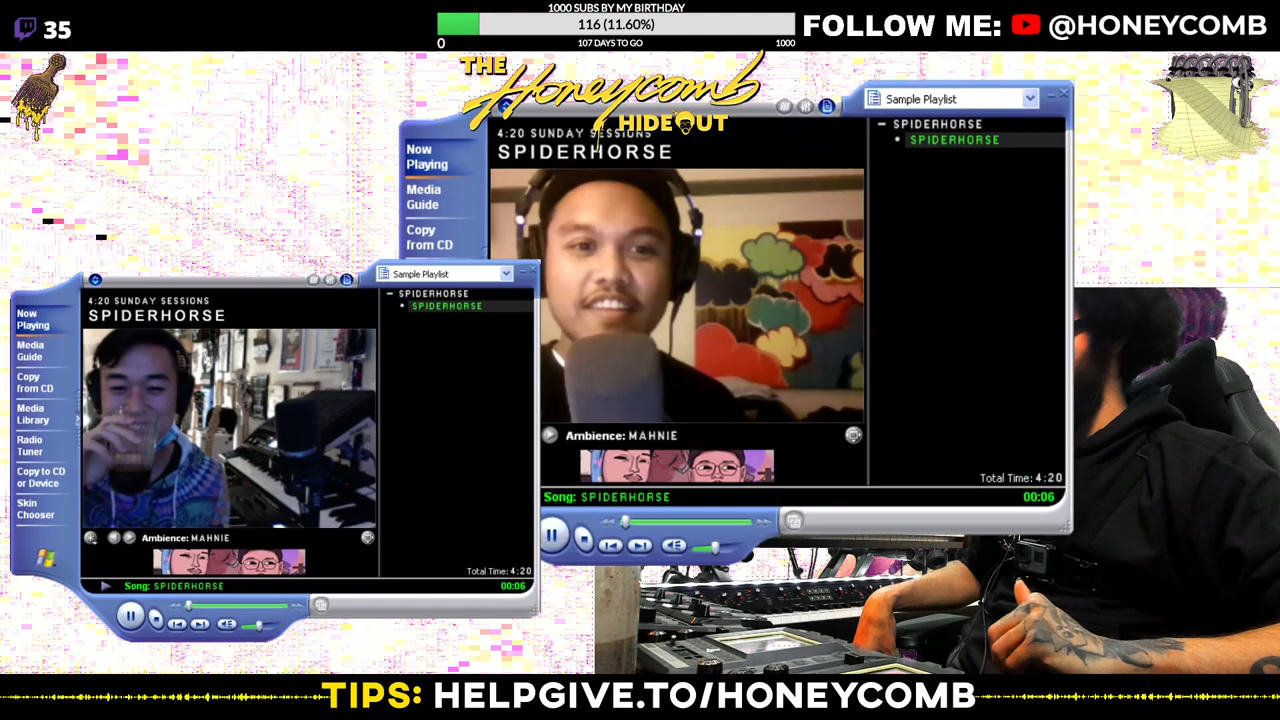 35
1000 SUBS BY MY BIRTHDAY
116 (11.60%)
0
107 DAYS TO GO
1000
FOLLOW ME: @HONEYCOMB
THE
Honeycomb
HIDEOUT
Sample Playlist
4:20 SUNDAY SESSIONS
SPIDERHORSE
SPIDERHORSE
SPIDERHORSE
Now
Playing
Media
Guide
Copy
from CD
Ambience: MAHNIE
Total Time: 4:20
Song: SPIDERHORSE
00:06
Sample Playlist
4:20 SUNDAY SESSIONS
SPIDERHORSE
SPIDERHORSE
SPIDERHORSE
Now
Playing
Media
Guide
Copy
from CD
Media
Library
Radio
Tuner
Copy to CD
or Device
Skin
Chooser
Ambience: MAHNIE
Total Time: 4:20
Song: SPIDERHORSE
00:06
TIPS: HELPGIVE.TO/HONEYCOMB